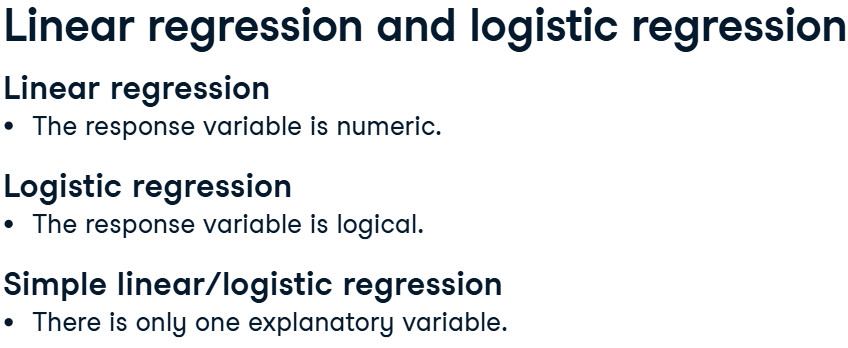 Linear regression and logistic regression
Linear regression
• The response variable is numeric.
Logistic regression
• The response variable is logical.
Simple linear/logistic regression
• There is only one explanatory variable.